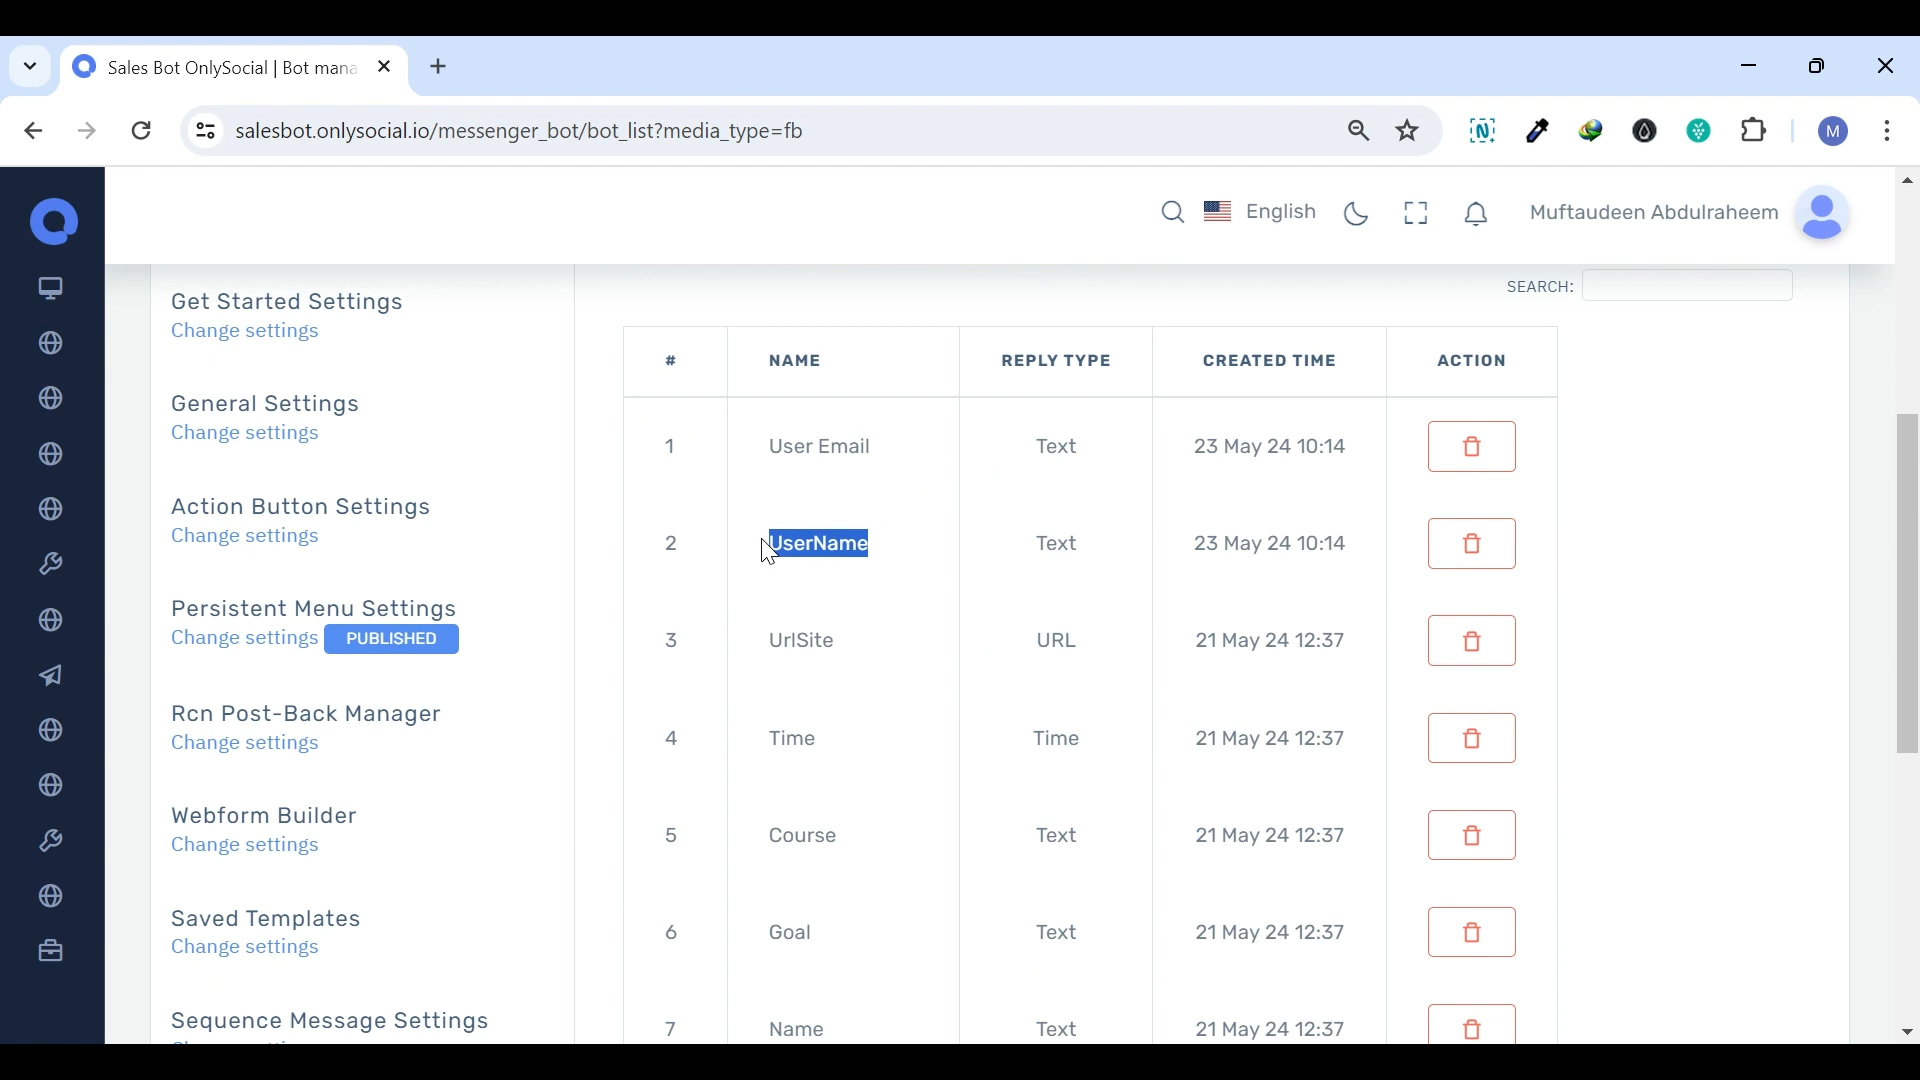 Sales Bot OnlySocial | Bot mana
salesbot.onlysocial.io/messenger_bot/bot_list?media_type=fb
M
English
Muftaudeen Abdulraheem
Get Started Settings
Change settings
General Settings
Change settings
Action Button Settings
Change settings
Persistent Menu Settings
Change settings PUBLISHED
Rcn Post-Back Manager
Change settings
Webform Builder
Change settings
Saved Templates
Change settings
Sequence Message Settings
SEARCH:
# NAME REPLY TYPE CREATED TIME ACTION
1 User Email Text 23 May 24 10:14
2 UserName Text 23 May 24 10:14
3 UrlSite URL 21 May 24 12:37
4 Time Time 21 May 24 12:37
5 Course Text 21 May 24 12:37
6 Goal Text 21 May 24 12:37
7 Name Text 21 May 24 12:37